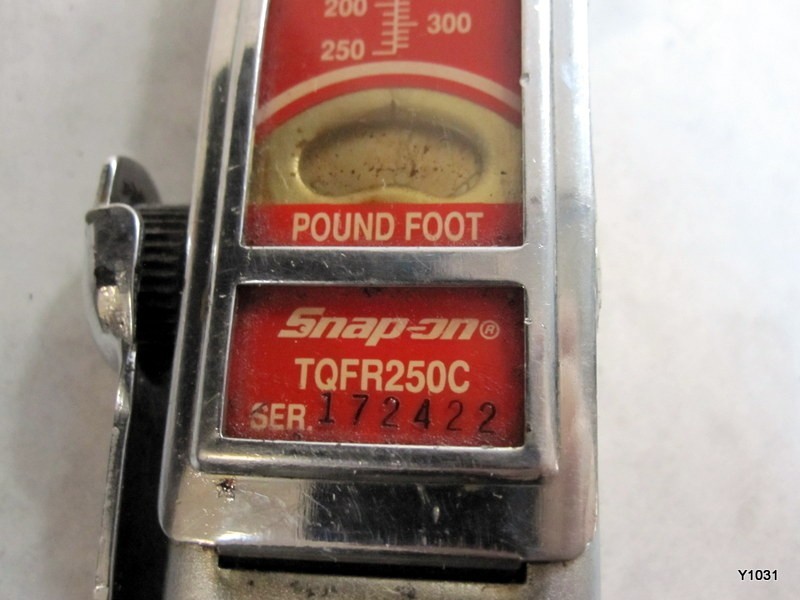 200
300
250
POUND FOOT
Snap-on®
TQFR250C
SER. 172422
Y1031